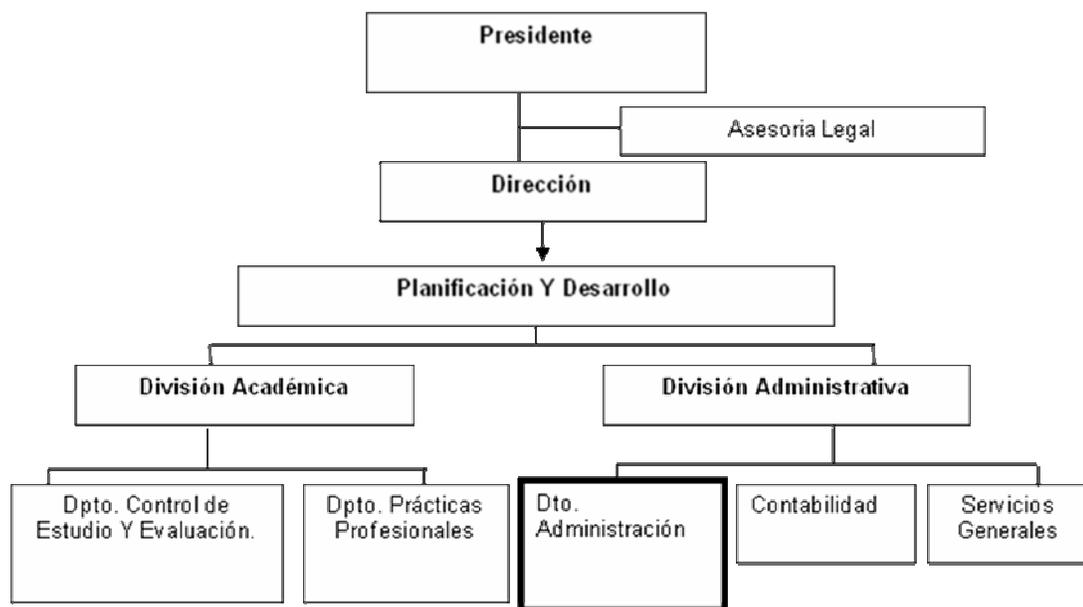 Presidente
Asesoría Legal
Dirección
Planificación Y Desarrollo
División Académica
División Administrativa
Dpto. Control de
Estudio Y Evaluación.
Dpto. Prácticas
Profesionales
Dto.
Administración
Contabilidad
Servicios
Generales